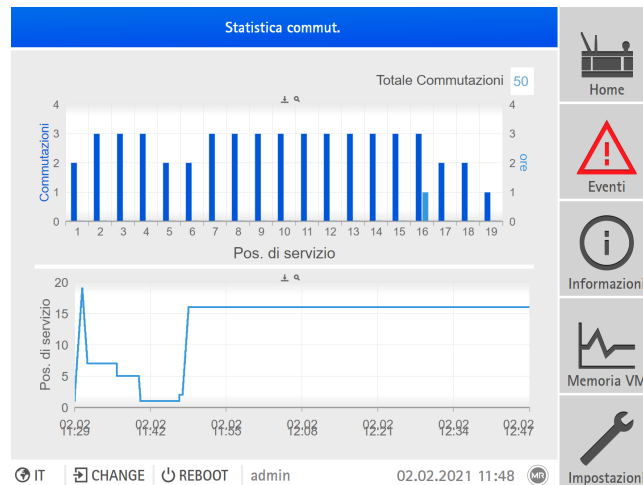 Statistica commut.
Totale Commutazioni 50
4 4
3 3
2 2
1 1
0 0
Commutazioni
ore
1 2 3 4 5 6 7 8 9 10 11 12 13 14 15 16 17 18 19
Pos. di servizio
20
15
10
5
0
Pos. di servizio
02.02 02.02 02.02 02.02 02.02 02.02 02.02
11:29 11:42 11:55 12:08 12:21 12:34 12:47
IT CHANGE REBOOT admin 02.02.2021 11:48 MR
Home
Eventi
Informazioni
Memoria VM
Impostazioni